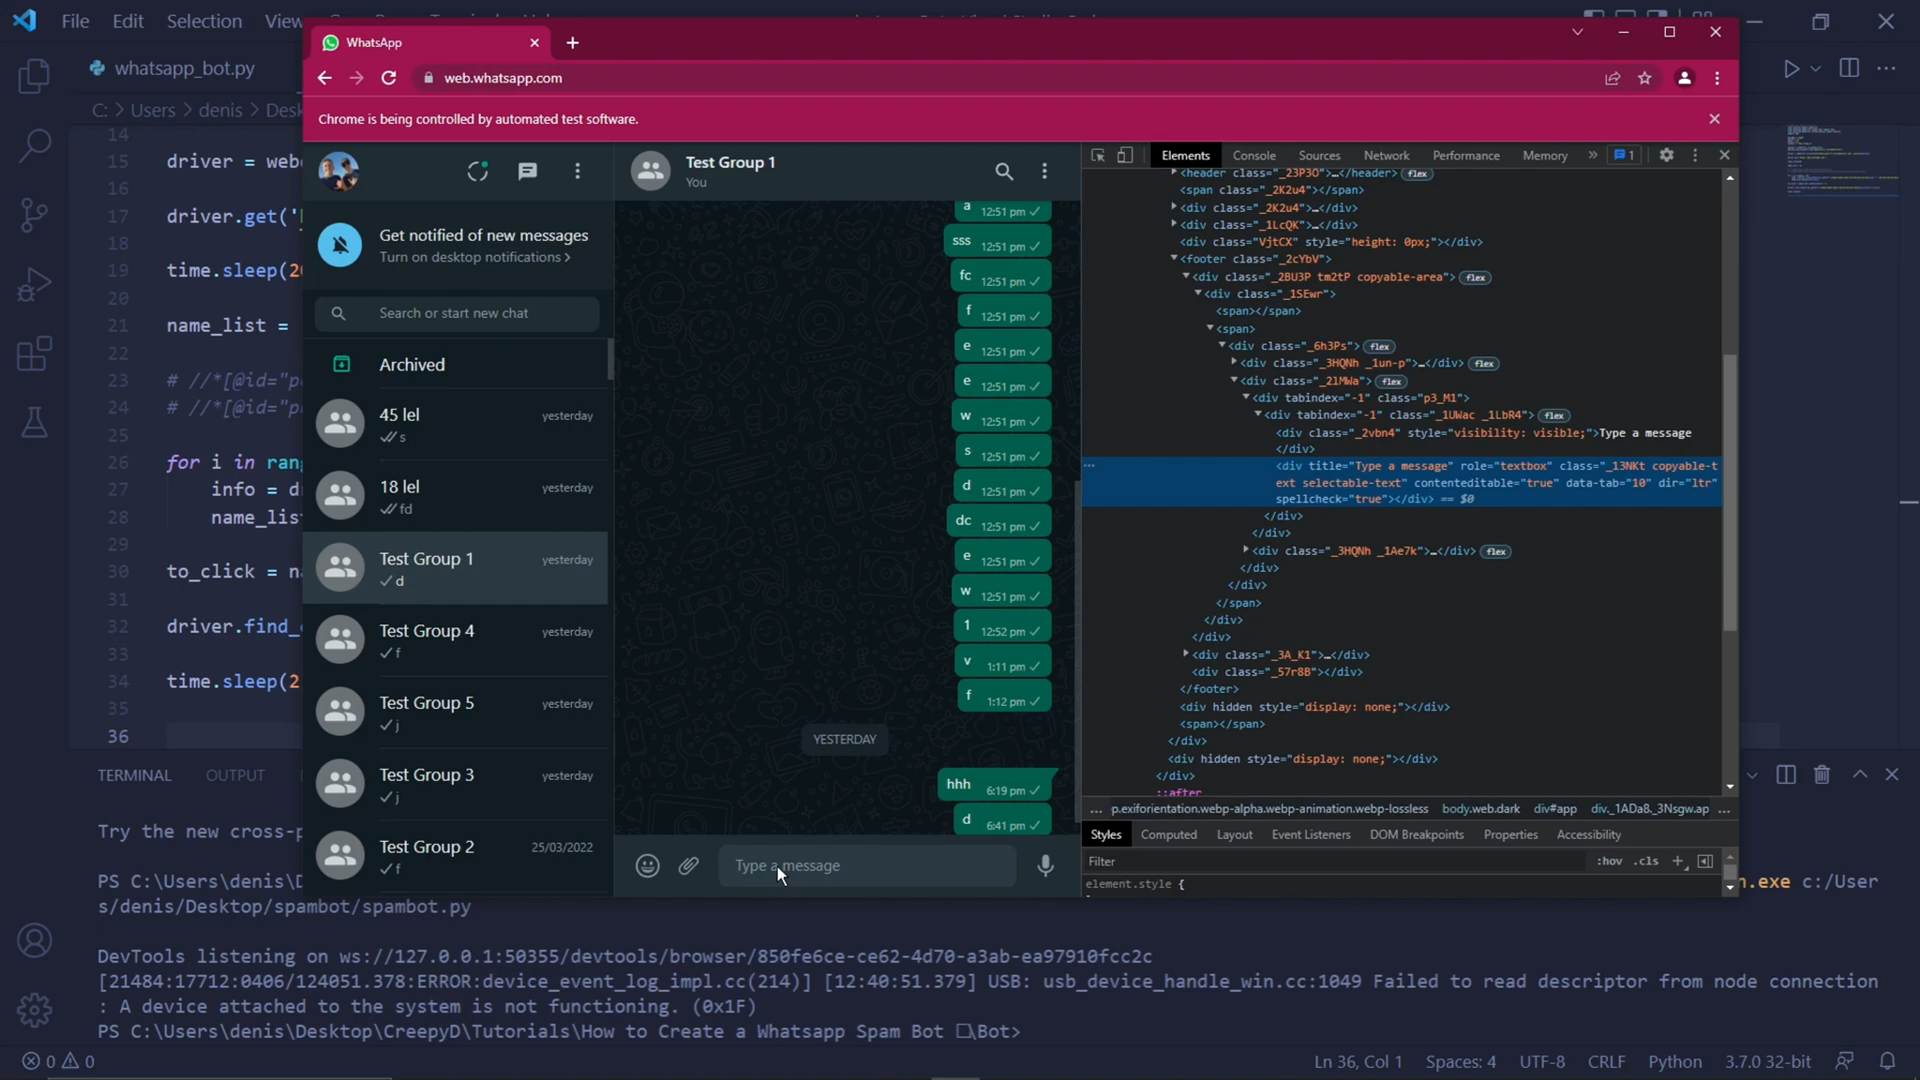 File Edit Selection View
whatsapp_bot.py
C: > Users > denis > Desk
14
15 driver = webd
16
17 driver.get('
18
19 time.sleep(20
20
21 name_list =
22
23 # //*[@id="p
24 # //*[@id="p
25
26 for i in rang
27 info = d
28 name_lis
29
30 to_click = na
31
32 driver.find_
33
34 time.sleep(2
35
36
WhatsApp
web.whatsapp.com
Chrome is being controlled by automated test software.
Get notified of new messages
Turn on desktop notifications >
Search or start new chat
Archived
45 lel yesterday
s
18 lel yesterday
fd
Test Group 1 yesterday
d
Test Group 4 yesterday
f
Test Group 5 yesterday
j
Test Group 3 yesterday
j
Test Group 2 25/03/2022
f
Test Group 1
You
a 12:51 pm
sss 12:51 pm
fc 12:51 pm
f 12:51 pm
e 12:51 pm
e 12:51 pm
w 12:51 pm
s 12:51 pm
d 12:51 pm
dc 12:51 pm
e 12:51 pm
w 12:51 pm
1 12:52 pm
v 1:11 pm
f 1:12 pm
YESTERDAY
hhh 6:19 pm
d 6:41 pm
Type a message
Elements Console Sources Network Performance Memory » 1
<header class="_23P3O">…</header> flex
<span class="_2K2u4"></span>
<div class="_2K2u4">…</div>
<div class="_1LcQK">…</div>
<div class="VjtCX" style="height: 0px;"></div>
<footer class="_2cYbV">
<div class="_2BU3P tm2tP copyable-area"> flex
<div class="_1SEwr">
<span></span>
<span>
<div class="_6h3Ps"> flex
<div class="_3HQNh _1un-p">…</div> flex
<div class="_2lMWa"> flex
<div tabindex="-1" class="p3_M1">
<div tabindex="-1" class="_1UWac _1LbR4"> flex
<div class="_2vbn4" style="visibility: visible;">Type a message
</div>
<div title="Type a message" role="textbox" class="_13NKt copyable-t
ext selectable-text" contenteditable="true" data-tab="10" dir="ltr"
spellcheck="true"></div> == $0
</div>
</div>
<div class="_3HQNh _1Ae7k">…</div> flex
</div>
</div>
</span>
</div>
</div>
<div class="_3A_K1">…</div>
<div class="_57r8B"></div>
</footer>
<div hidden style="display: none;"></div>
<span></span>
</div>
<div hidden style="display: none;"></div>
</div>
::after
... p.exiforientation.webp-alpha.webp-animation.webp-lossless body.web.dark div#app div._1ADa8._3Nsgw.ap ...
Styles Computed Layout Event Listeners DOM Breakpoints Properties Accessibility
Filter :hov .cls +
element.style {
TERMINAL OUTPUT
Try the new cross-p
PS C:\Users\denis\D n.exe c:/User
s/denis/Desktop/spambot/spambot.py
DevTools listening on ws://127.0.0.1:50355/devtools/browser/850fe6ce-ce62-4d70-a3ab-ea97910fcc2c
[21484:17712:0406/124051.378:ERROR:device_event_log_impl.cc(214)] [12:40:51.379] USB: usb_device_handle_win.cc:1049 Failed to read descriptor from node connection
: A device attached to the system is not functioning. (0x1F)
PS C:\Users\denis\Desktop\CreepyD\Tutorials\How to Create a Whatsapp Spam Bot □\Bot>
0 0 Ln 36, Col 1 Spaces: 4 UTF-8 CRLF Python 3.7.0 32-bit